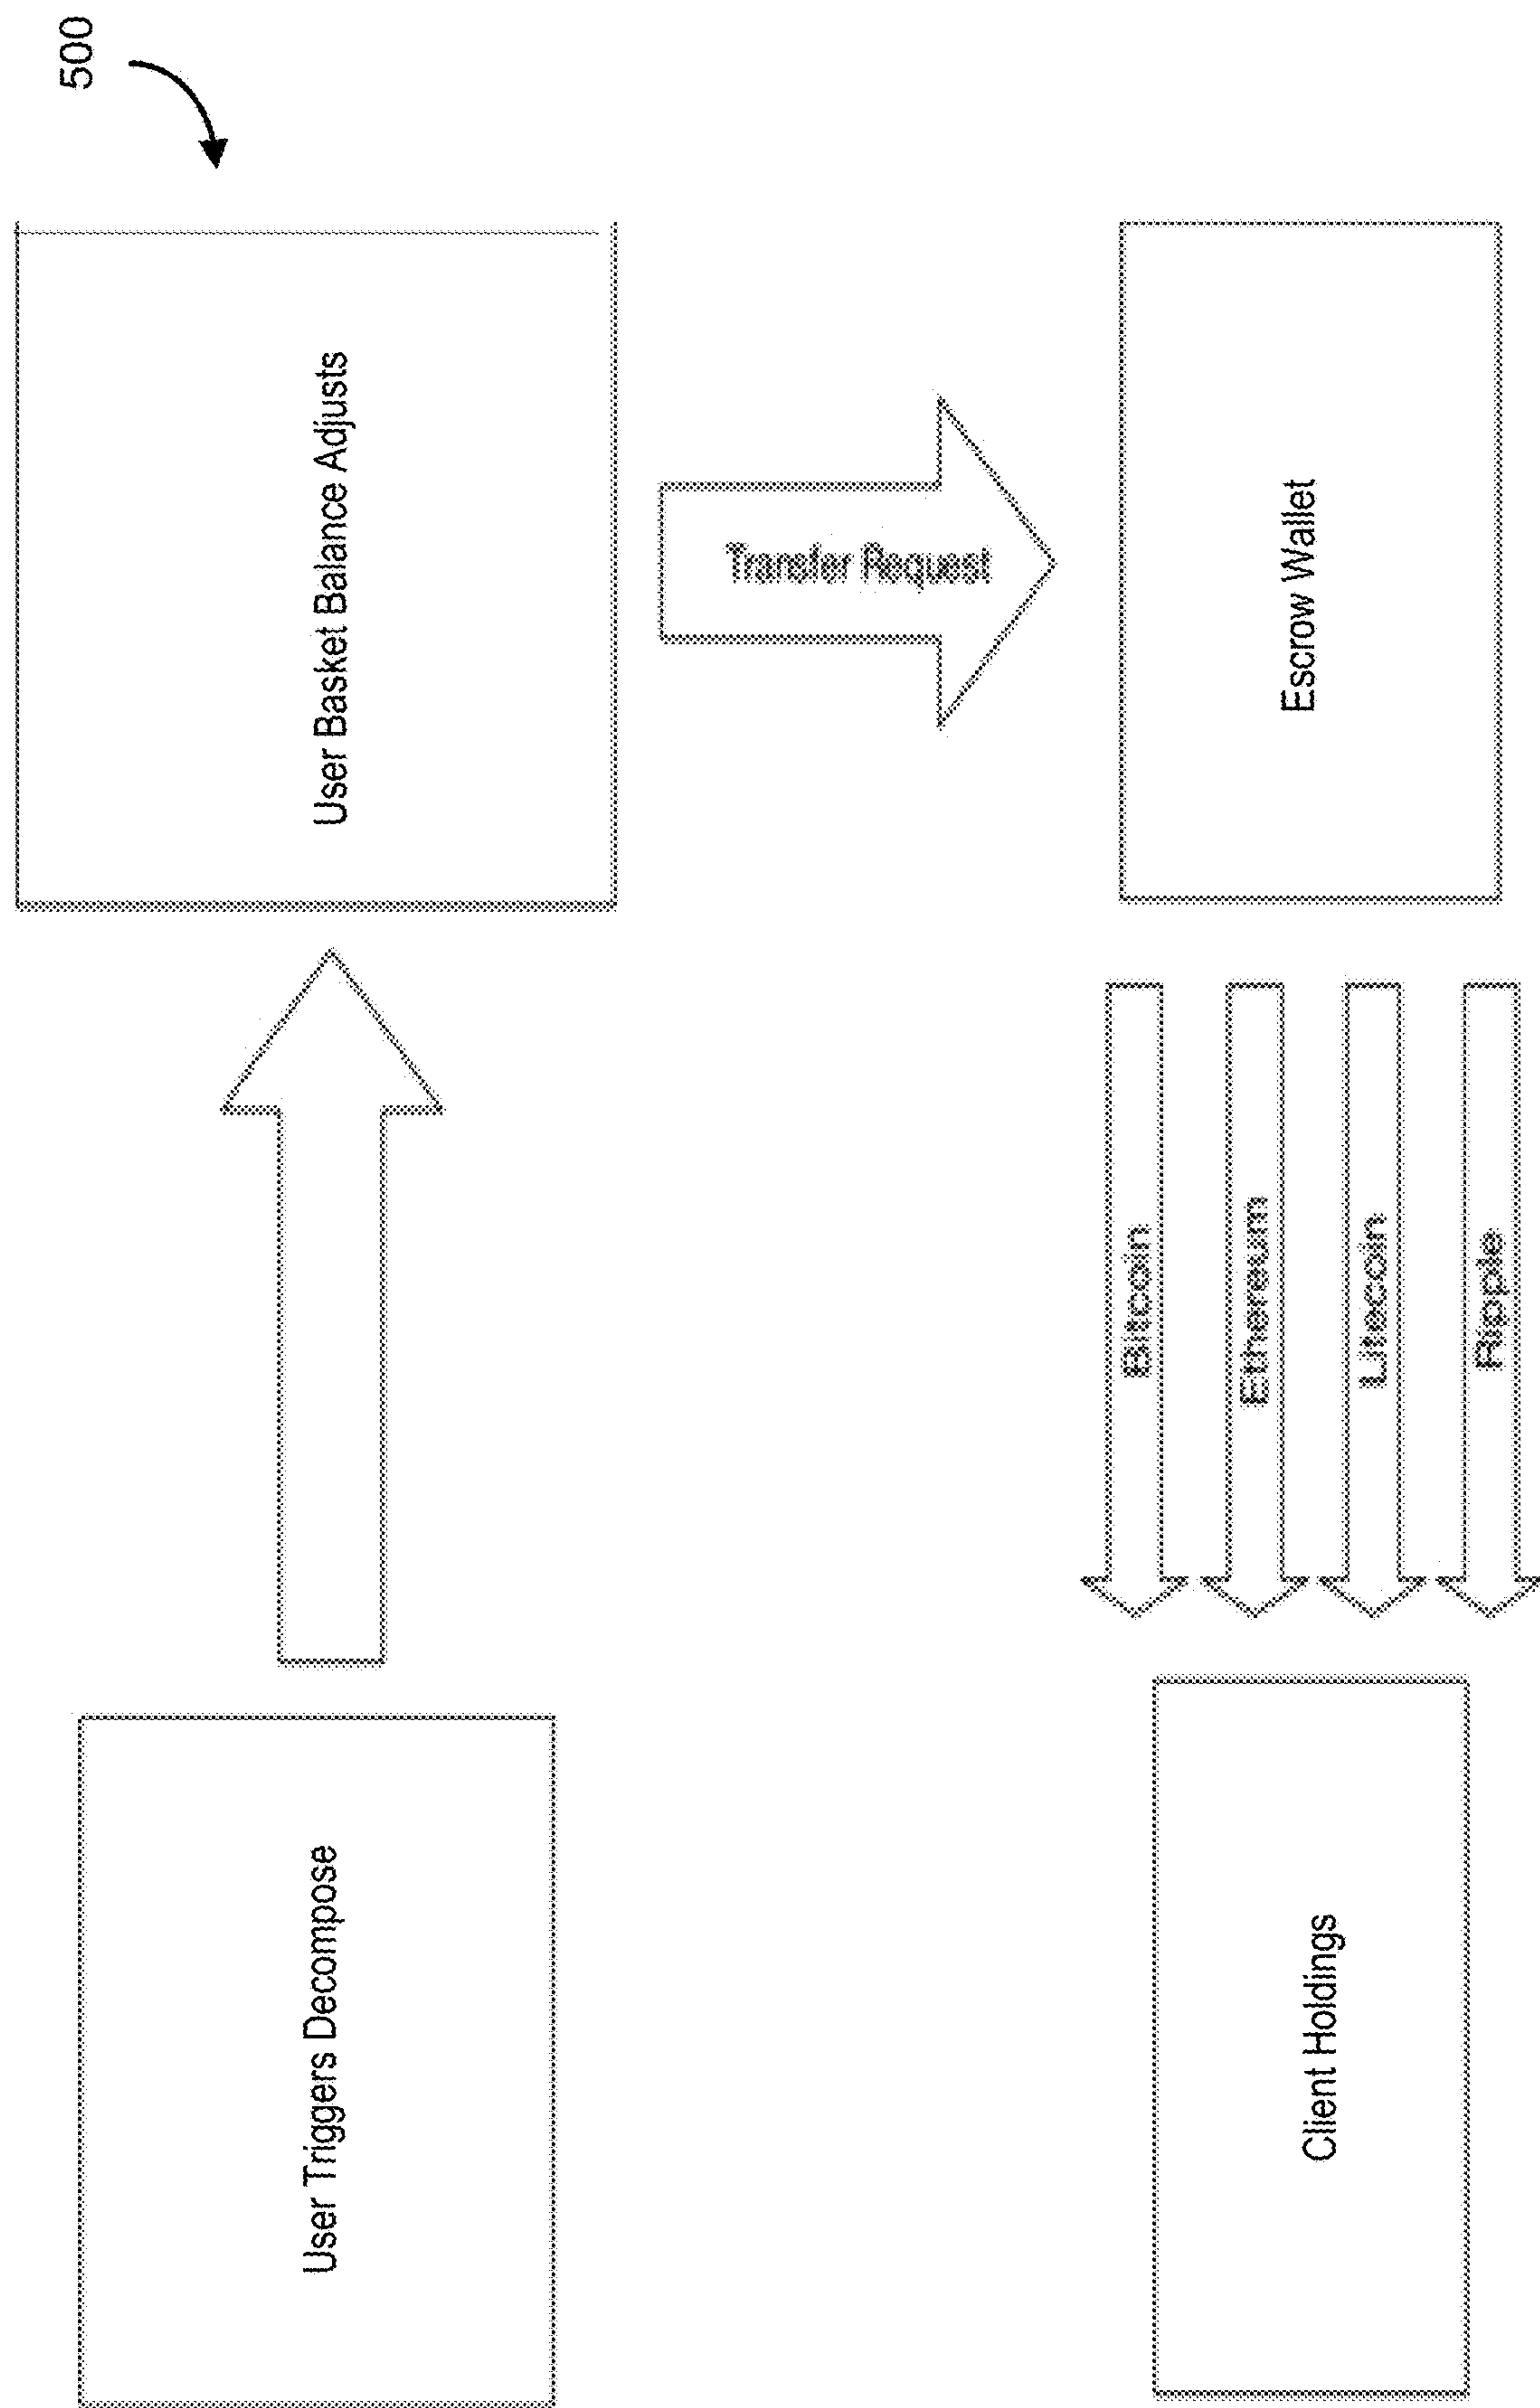 500
User Triggers Decompose
User Basket Balance Adjusts
Transfer Request
Escrow Wallet
Bitcoin
Ethereum
Litecoin
Ripple
Client Holdings